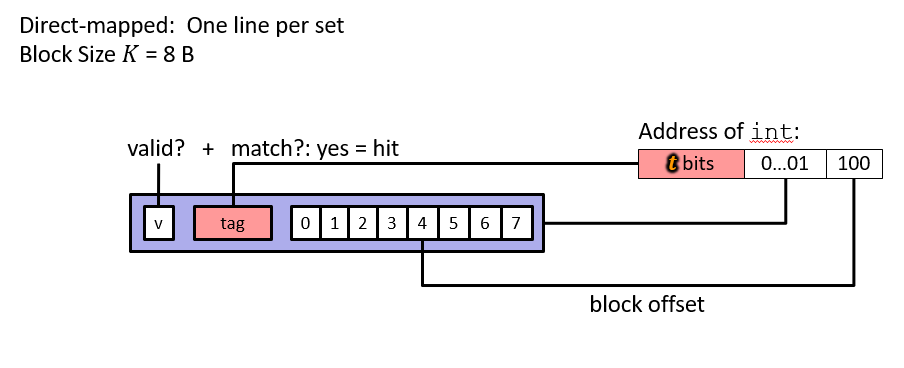 Direct-mapped: One line per set
Block Size K = 8 B
Address of int:
valid? + match?: yes = hit
t bits 0...01 100
v tag 0 1 2 3 4 5 6 7
block offset